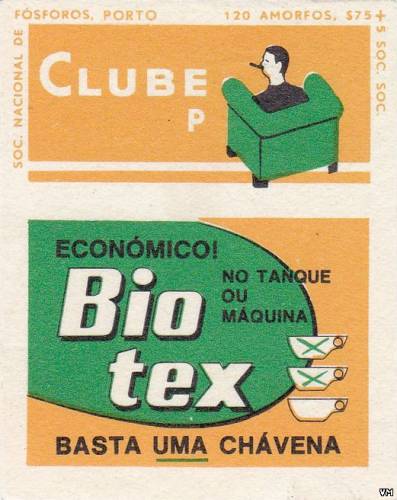 SOC. NACIONAL DE
FÓSFOROS, PORTO
120 AMORFOS, $75 +
5 SOC. SOC
CLUBE
P
ECONÓMICO!
Bio
tex
NO TANQUE
OU
MÁQUINA
BASTA UMA CHÁVENA
VM